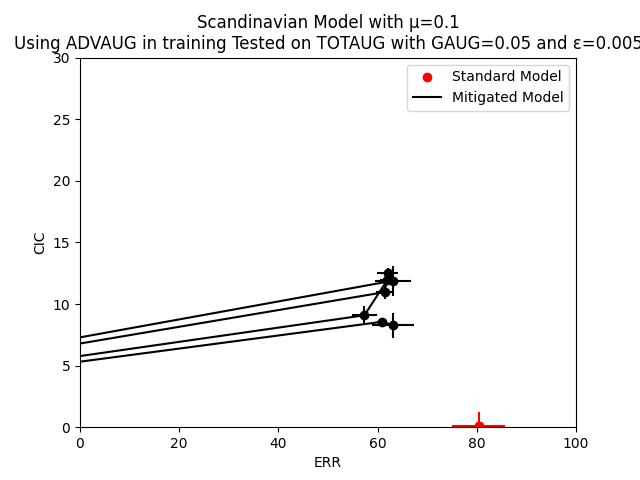 Scandinavian Model with μ=0.1
Using ADVAUG in training Tested on TOTAUG with GAUG=0.05 and ε=0.005
30
25
20
15
10
5
0
CIC
Standard Model
Mitigated Model
0 20 40 60 80 100
ERR